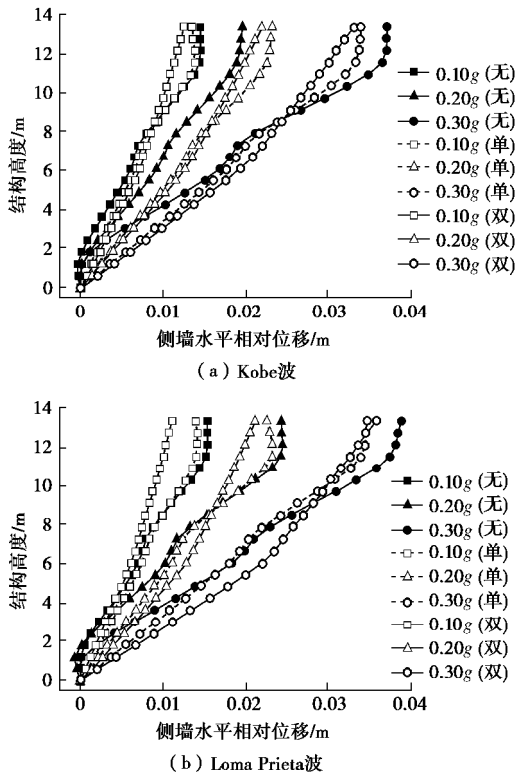 14
12
10
8
6
4
2
0
结构高度/m
0
0.01
0.02
0.03
0.04
侧墙水平相对位移/m
0.10g (无)
0.20g (无)
0.30g (无)
0.10g (单)
0.20g (单)
0.30g (单)
0.10g (双)
0.20g (双)
0.30g (双)
(a) Kobe波
14
12
10
8
6
4
2
0
结构高度/m
0
0.01
0.02
0.03
0.04
侧墙水平相对位移/m
0.10g (无)
0.20g (无)
0.30g (无)
0.10g (单)
0.20g (单)
0.30g (单)
0.10g (双)
0.20g (双)
0.30g (双)
(b) Loma Prieta波